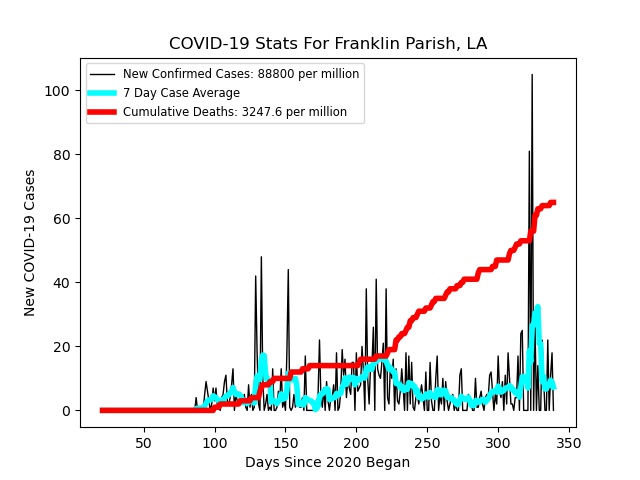 COVID-19 Stats For Franklin Parish, LA
New Confirmed Cases: 88800 per million
7 Day Case Average
Cumulative Deaths: 3247.6 per million
New COVID-19 Cases
100
80
60
40
20
0
50
100
150
200
250
300
350
Days Since 2020 Began